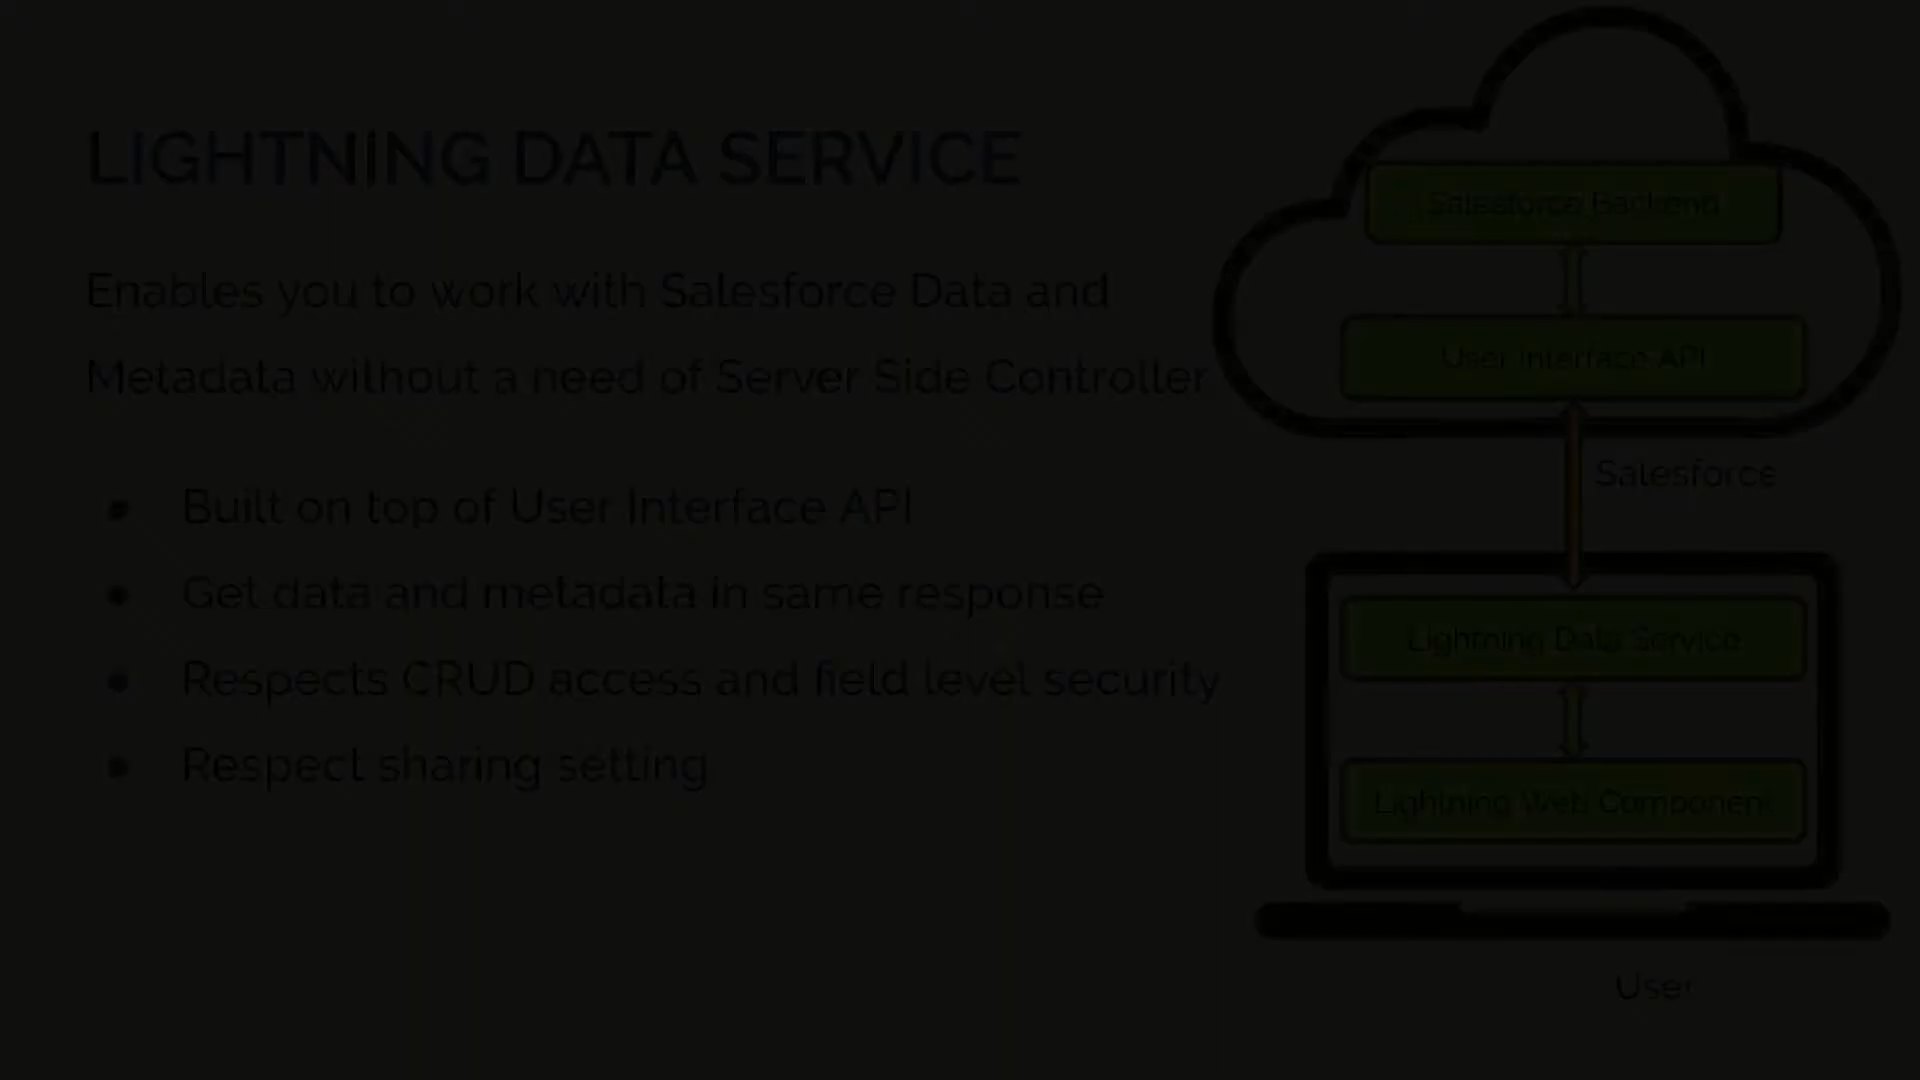 LIGHTNING DATA SERVICE
Enables you to work with Salesforce Data and
Metadata without a need of Server Side Controller
Built on top of User Interface API
Get data and metadata in same response
Respects CRUD access and field level security
Respect sharing setting
Salesforce Backend
User Interface API
Salesforce
Lightning Data Service
Lightning Web Component
User